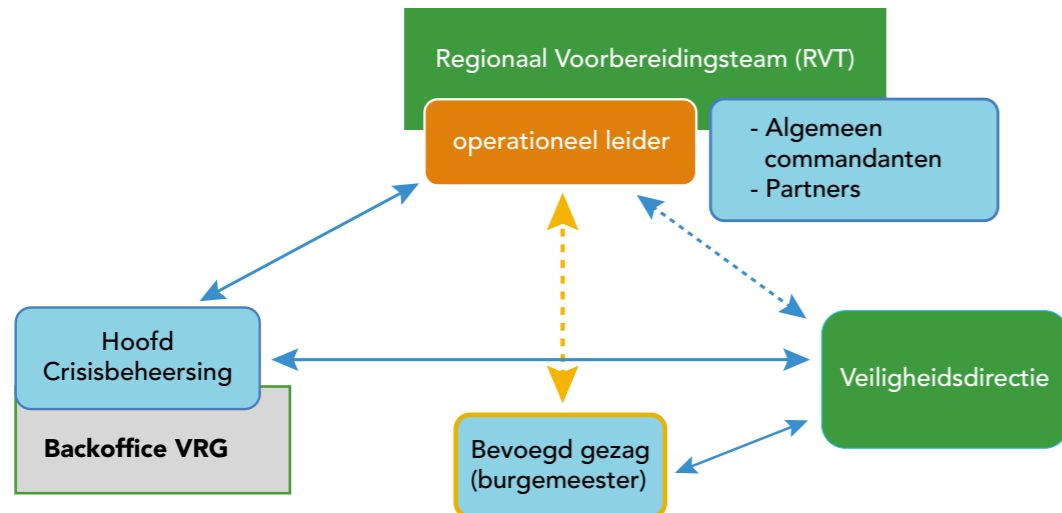 Regionaal Voorbereidingsteam (RVT)
operationeel leider
- Algemeen
commandanten
- Partners
Hoofd
Crisisbeheersing
Backoffice VRG
Bevoegd gezag
(burgemeester)
Veiligheidsdirectie